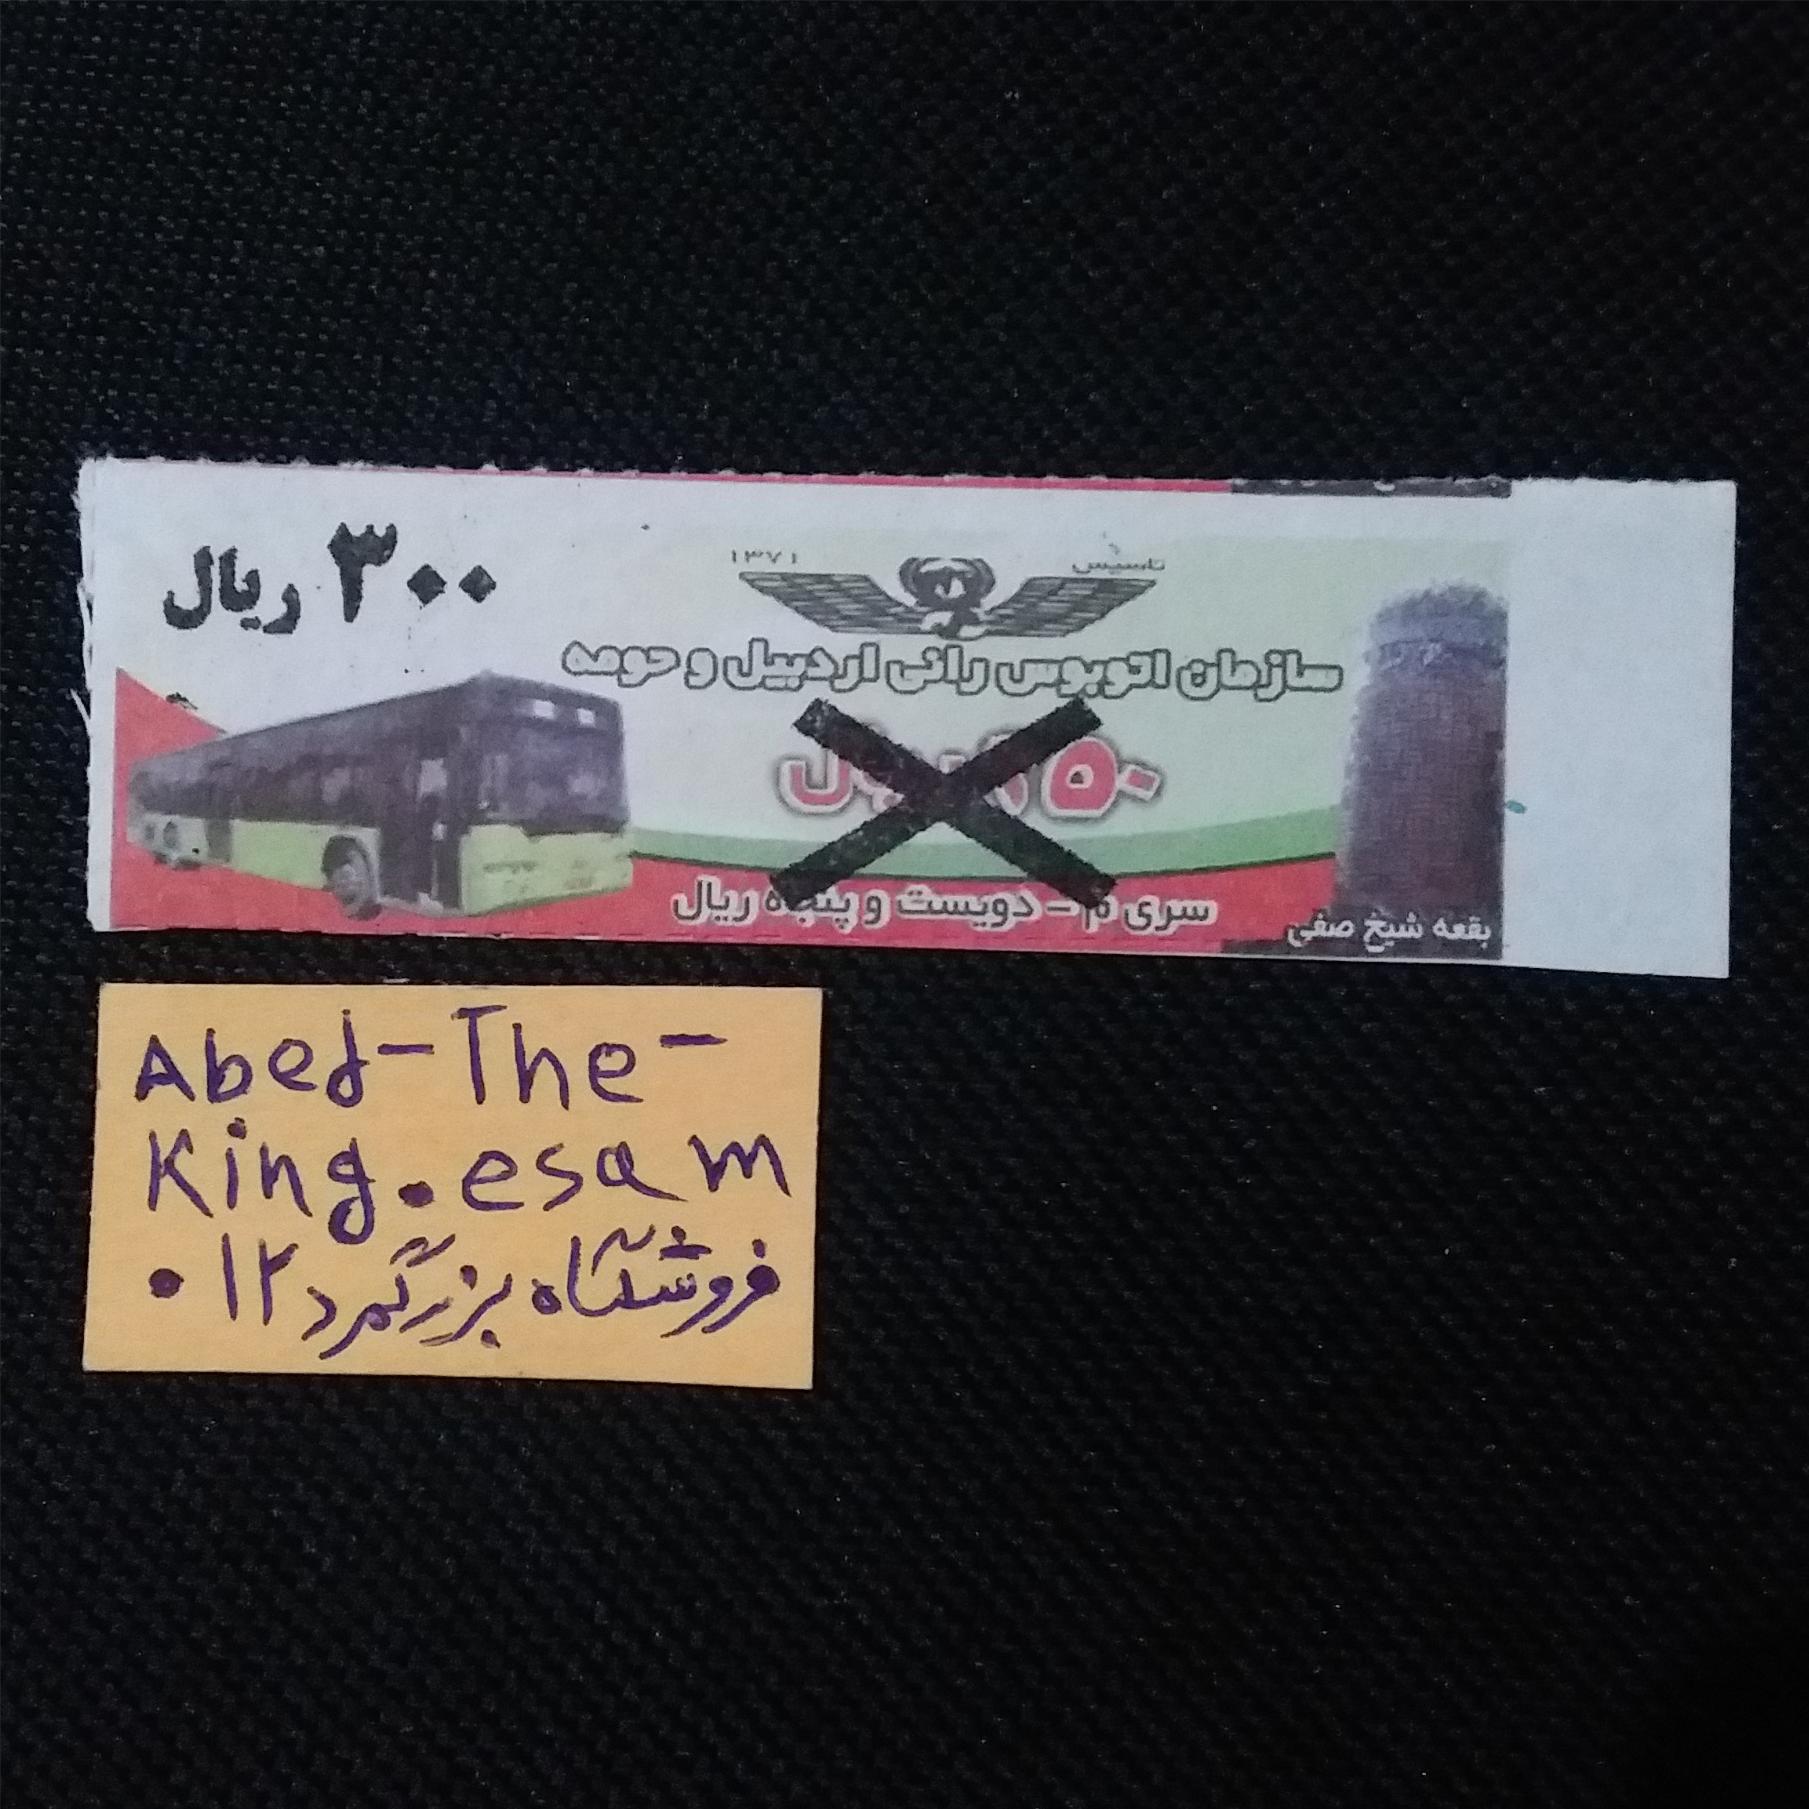 ۳۰۰ ریال
تاسیس ۱۳۷۱
سازمان اتوبوس رانی اردبیل و حومه
سری م - دویست و پنجاه ریال
بقعه شیخ صفی
Abed-The-
King.esam
فروشگاه بزرگمرد ۱۲۰